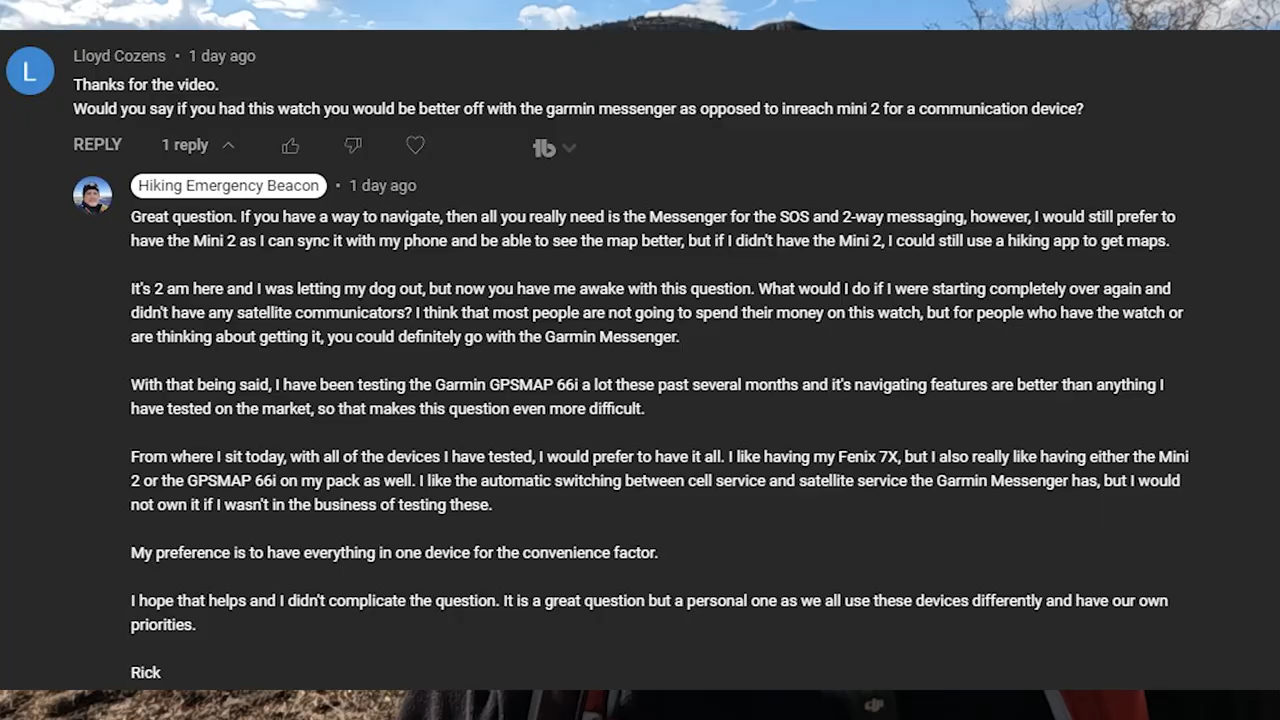 L
Lloyd Cozens • 1 day ago
Thanks for the video.
Would you say if you had this watch you would be better off with the garmin messenger as opposed to inreach mini 2 for a communication device?
REPLY 1 reply
tb
Hiking Emergency Beacon • 1 day ago
Great question. If you have a way to navigate, then all you really need is the Messenger for the SOS and 2-way messaging, however, I would still prefer to
have the Mini 2 as I can sync it with my phone and be able to see the map better, but if I didn't have the Mini 2, I could still use a hiking app to get maps.
It's 2 am here and I was letting my dog out, but now you have me awake with this question. What would I do if I were starting completely over again and
didn't have any satellite communicators? I think that most people are not going to spend their money on this watch, but for people who have the watch or
are thinking about getting it, you could definitely go with the Garmin Messenger.
With that being said, I have been testing the Garmin GPSMAP 66i a lot these past several months and it's navigating features are better than anything I
have tested on the market, so that makes this question even more difficult.
From where I sit today, with all of the devices I have tested, I would prefer to have it all. I like having my Fenix 7X, but I also really like having either the Mini
2 or the GPSMAP 66i on my pack as well. I like the automatic switching between cell service and satellite service the Garmin Messenger has, but I would
not own it if I wasn't in the business of testing these.
My preference is to have everything in one device for the convenience factor.
I hope that helps and I didn't complicate the question. It is a great question but a personal one as we all use these devices differently and have our own
priorities.
Rick
dji